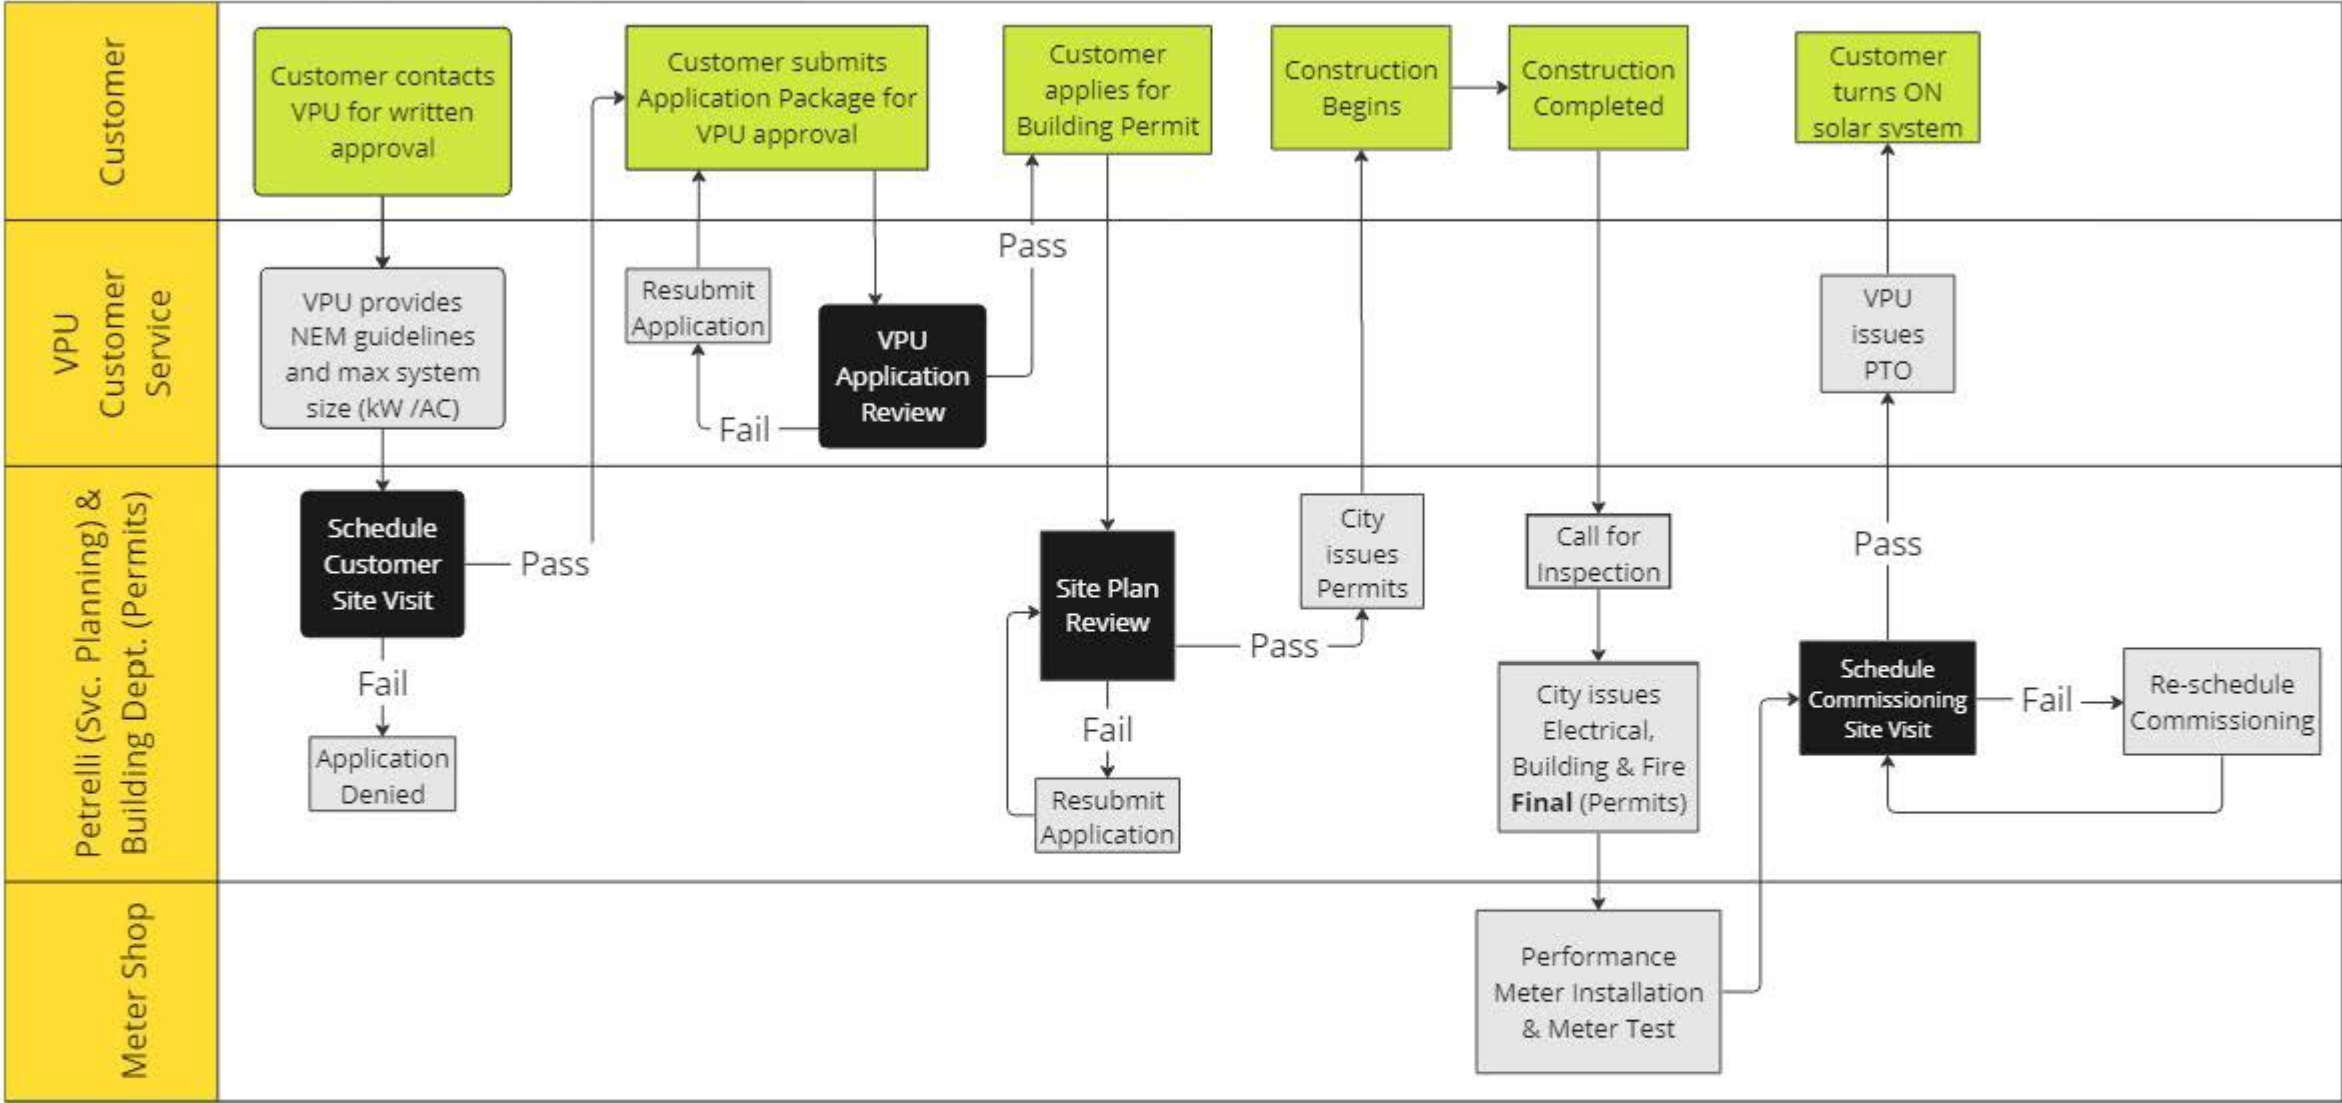 Customer
Customer contacts
VPU for written
approval
Customer submits
Application Package for
VPU approval
Customer
applies for
Building Permit
Construction
Begins
Construction
Completed
Customer
turns ON
solar system
VPU
Customer
Service
VPU provides
NEM guidelines
and max system
size (kW /AC)
Resubmit
Application
Fail
VPU
Application
Review
Pass
VPU
issues
PTO
Petrelli (Svc. Planning) &
Building Dept. (Permits)
Schedule
Customer
Site Visit
Pass
Fail
Application
Denied
Site Plan
Review
Pass
Fail
Resubmit
Application
City
issues
Permits
Call for
Inspection
City issues
Electrical,
Building & Fire
Final (Permits)
Pass
Schedule
Commissioning
Site Visit
Fail
Re-schedule
Commissioning
Meter Shop
Performance
Meter Installation
& Meter Test